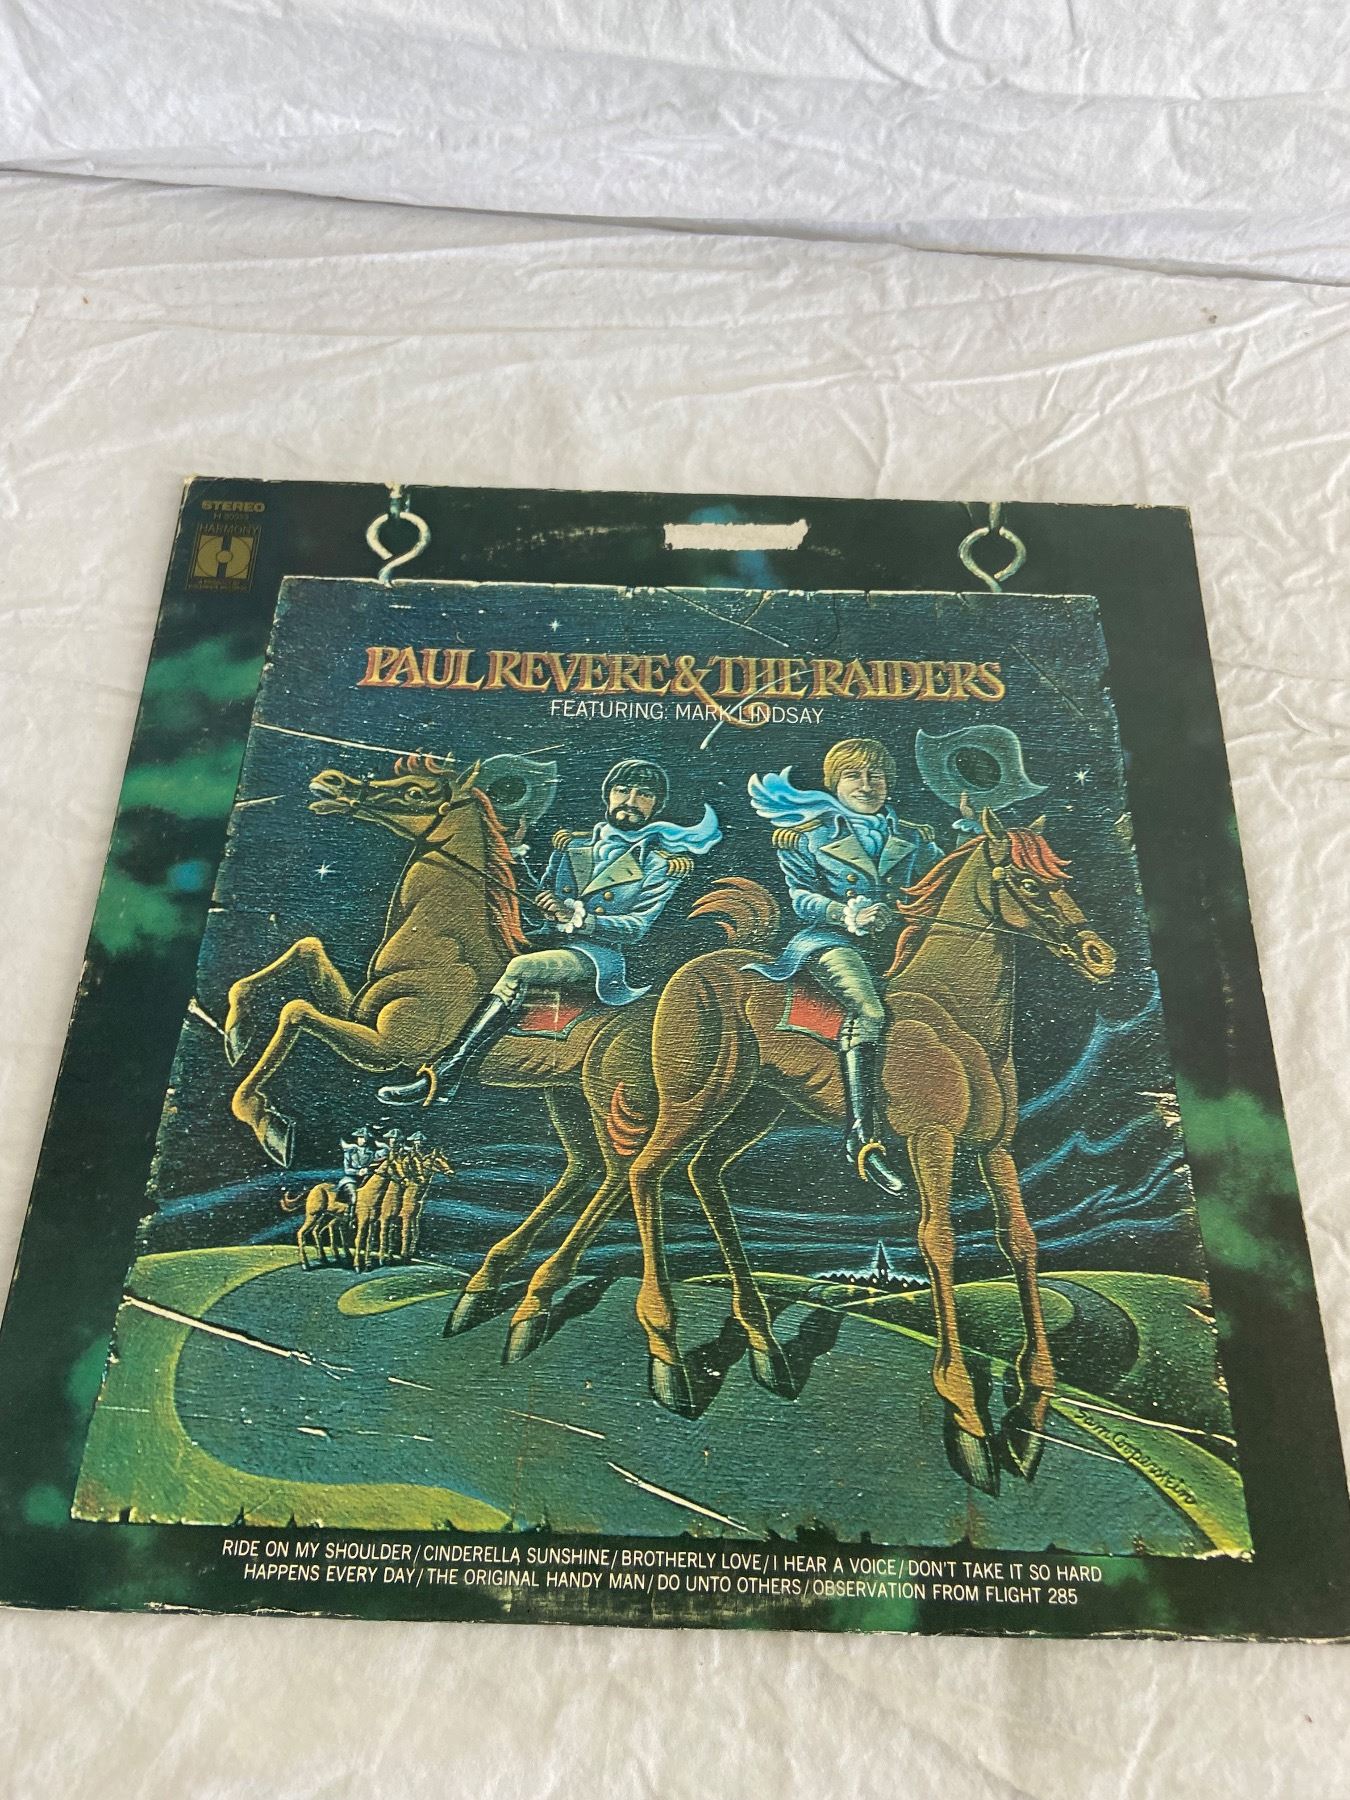 STEREO
HARMONY
PAUL REVERE & THE RAIDERS
FEATURING: MARK LINDSAY
RIDE ON MY SHOULDER/CINDERELLA SUNSHINE/BROTHERLY LOVE/I HEAR A VOICE/DON'T TAKE IT SO HARD
HAPPENS EVERY DAY/THE ORIGINAL HANDY MAN/DO UNTO OTHERS/OBSERVATION FROM FLIGHT 285